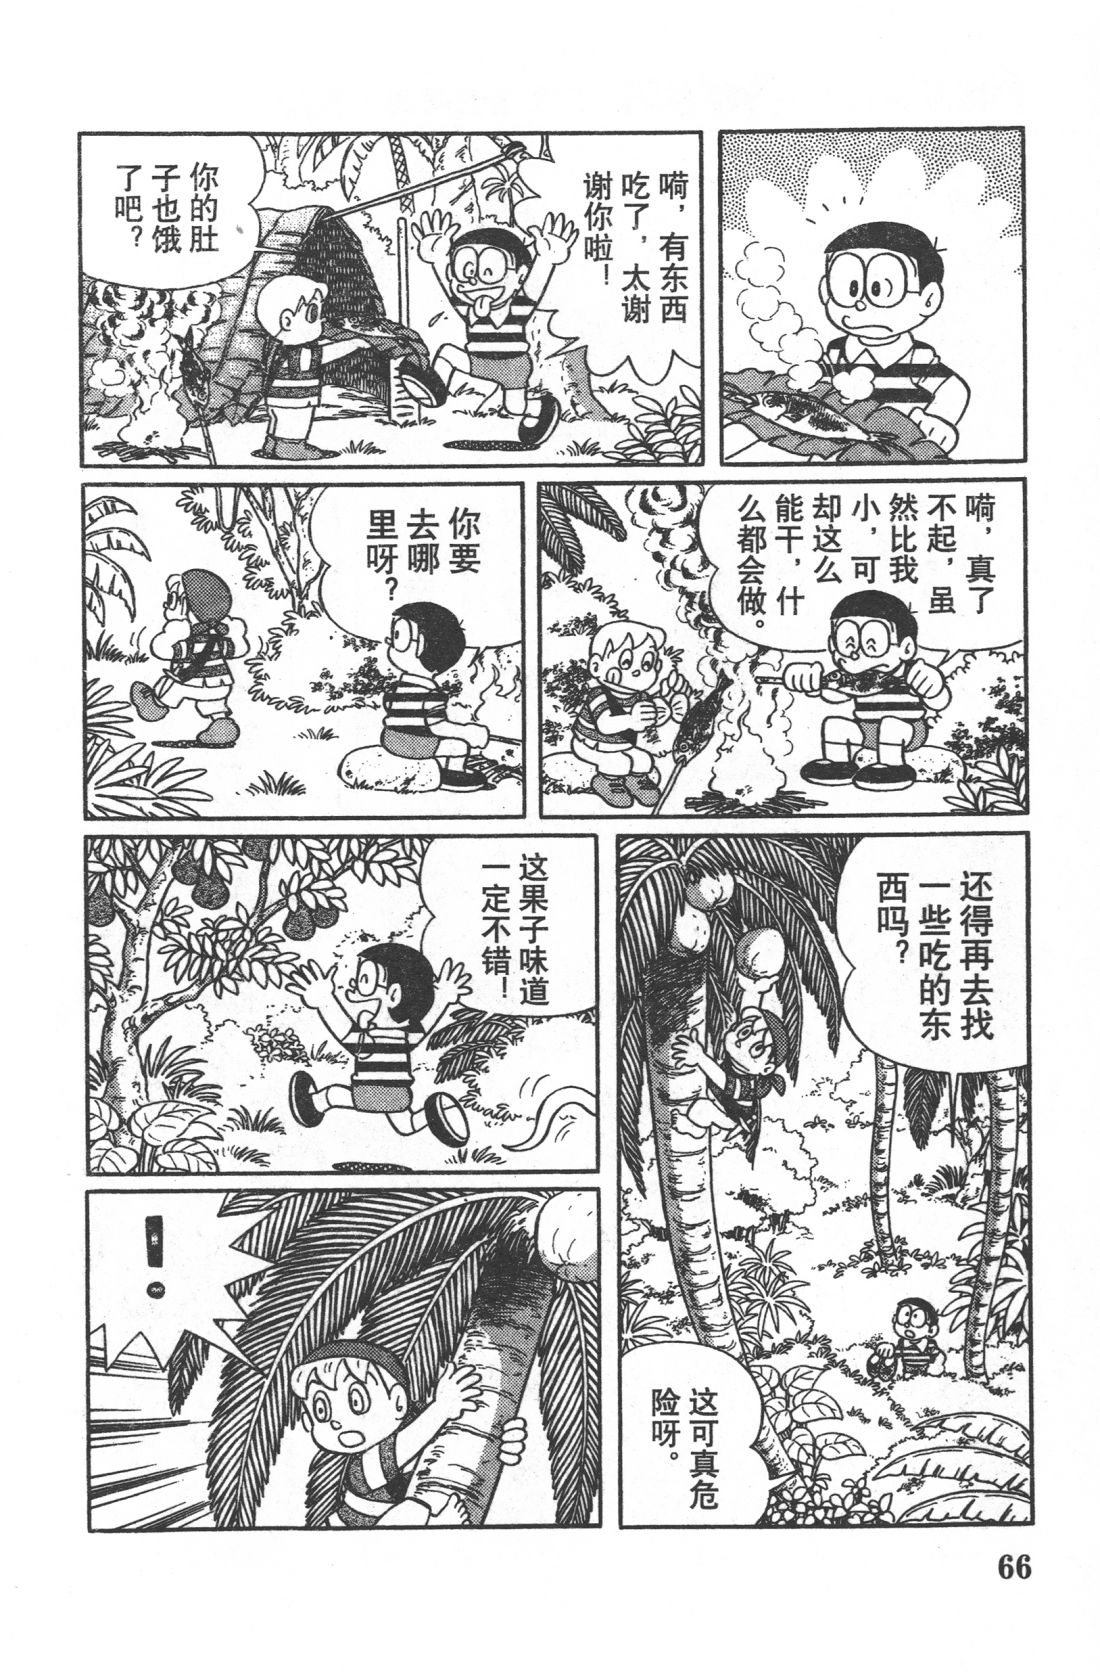 嗬，有东西
吃了，太谢
谢你啦！
你的肚
子也饿
了吧？
嗬，真了
不起，虽
然比我
小，可
却这么
能干，什
么都会做。
你要
去哪
里呀？
还得再去找
一些吃的东
西吗？
这可真危
险呀。
这果子味道
一定不错！
！
66